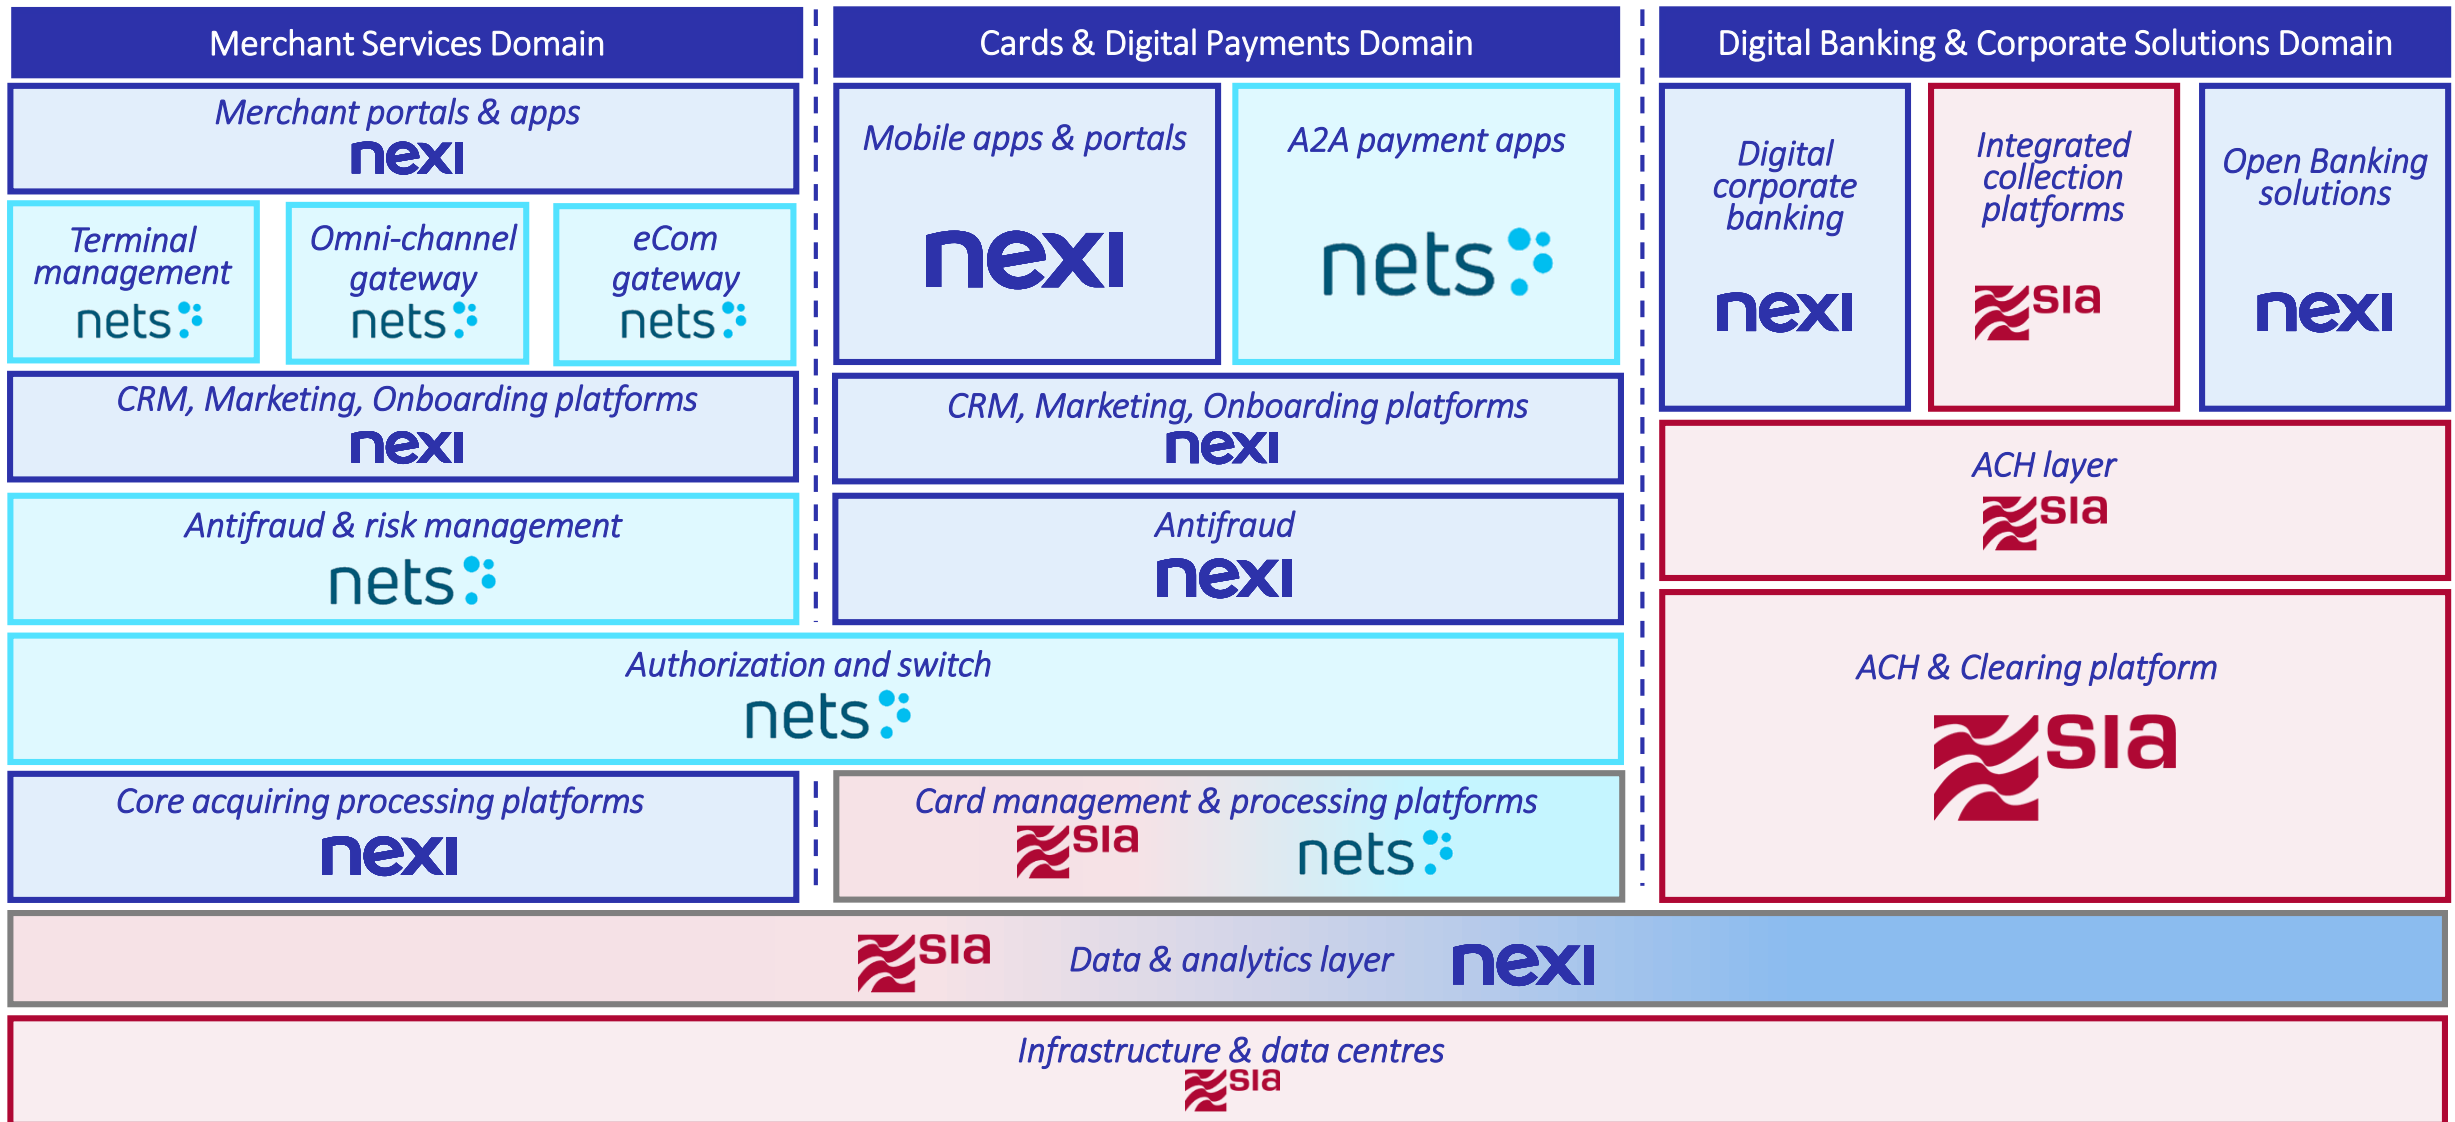 Merchant Services Domain
Merchant portals & apps
nexi
Terminal
management
nets
Omni-channel
gateway
nets
eCom
gateway
nets
CRM, Marketing, Onboarding platforms
nexi
Antifraud & risk management
nets
Cards & Digital Payments Domain
Mobile apps & portals
nexi
A2A payment apps
nets
CRM, Marketing, Onboarding platforms
nexi
Antifraud
nexi
Authorization and switch
nets
Core acquiring processing platforms
nexi
Card management & processing platforms
sia
nets
Digital Banking & Corporate Solutions Domain
Digital
corporate
banking
nexi
Integrated
collection
platforms
sia
Open Banking
solutions
nexi
ACH layer
sia
ACH & Clearing platform
sia
sia
Data & analytics layer
nexi
Infrastructure & data centres
sia